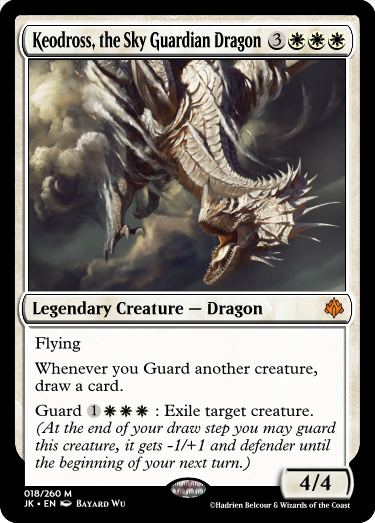 Keodross, the Sky Guardian Dragon 3
Legendary Creature — Dragon
Flying
Whenever you Guard another creature,
draw a card.
Guard 1 : Exile target creature.
(At the end of your draw step you may guard
this creature, it gets -1/+1 and defender until
the beginning of your next turn.)
4/4
018/260 M
JK • EN Bayard Wu
©Hadrien Belcour & Wizards of the Coast